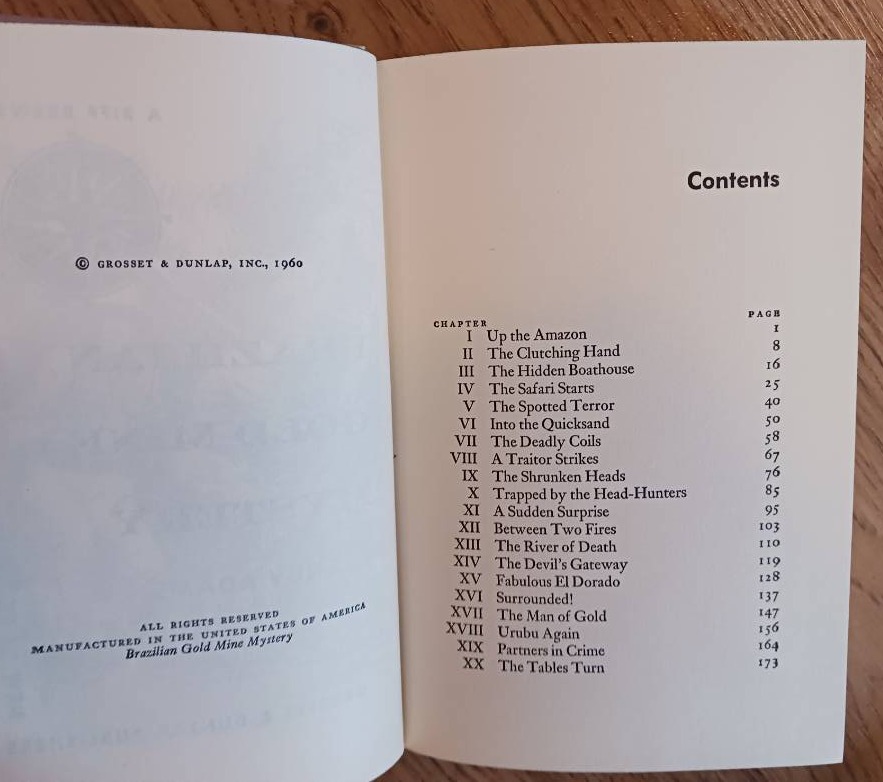 © GROSSET & DUNLAP, INC., 1960
ALL RIGHTS RESERVED
MANUFACTURED IN THE UNITED STATES OF AMERICA
Brazilian Gold Mine Mystery
Contents
CHAPTER PAGE
I Up the Amazon 1
II The Clutching Hand 8
III The Hidden Boathouse 16
IV The Safari Starts 25
V The Spotted Terror 40
VI Into the Quicksand 50
VII The Deadly Coils 58
VIII A Traitor Strikes 67
IX The Shrunken Heads 76
X Trapped by the Head-Hunters 85
XI A Sudden Surprise 95
XII Between Two Fires 103
XIII The River of Death 110
XIV The Devil's Gateway 119
XV Fabulous El Dorado 128
XVI Surrounded! 137
XVII The Man of Gold 147
XVIII Urubu Again 156
XIX Partners in Crime 164
XX The Tables Turn 173